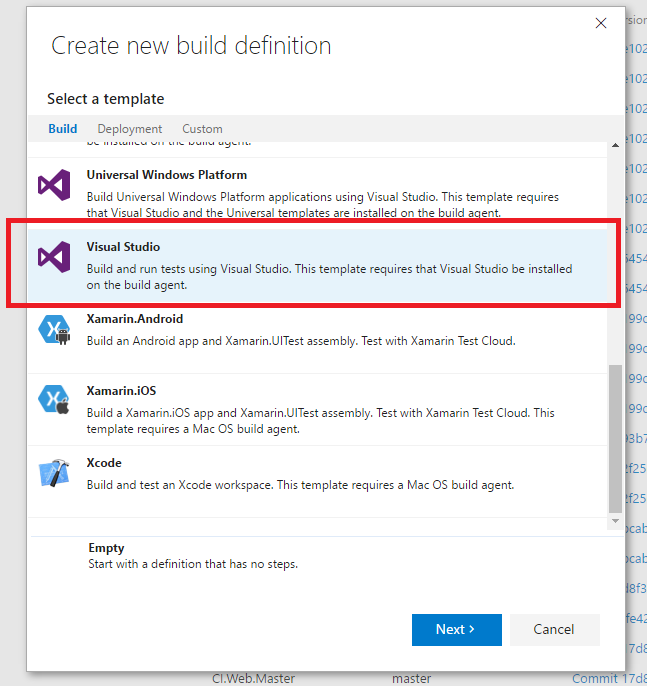 Create new build definition
Select a template
Build Deployment Custom
be installed on the build agent.
Universal Windows Platform
Build Universal Windows Platform applications using Visual Studio. This template requires
that Visual Studio and the Universal templates are installed on the build agent.
Visual Studio
Build and run tests using Visual Studio. This template requires that Visual Studio be installed
on the build agent.
Xamarin.Android
Build an Android app and Xamarin.UITest assembly. Test with Xamarin Test Cloud.
Xamarin.iOS
Build a Xamarin.iOS app and Xamarin.UITest assembly. Test with Xamarin Test Cloud. This
template requires a Mac OS build agent.
Xcode
Build and test an Xcode workspace. This template requires a Mac OS build agent.
Empty
Start with a definition that has no steps.
Next >
Cancel
CI.Web.Master master Commit 17d8